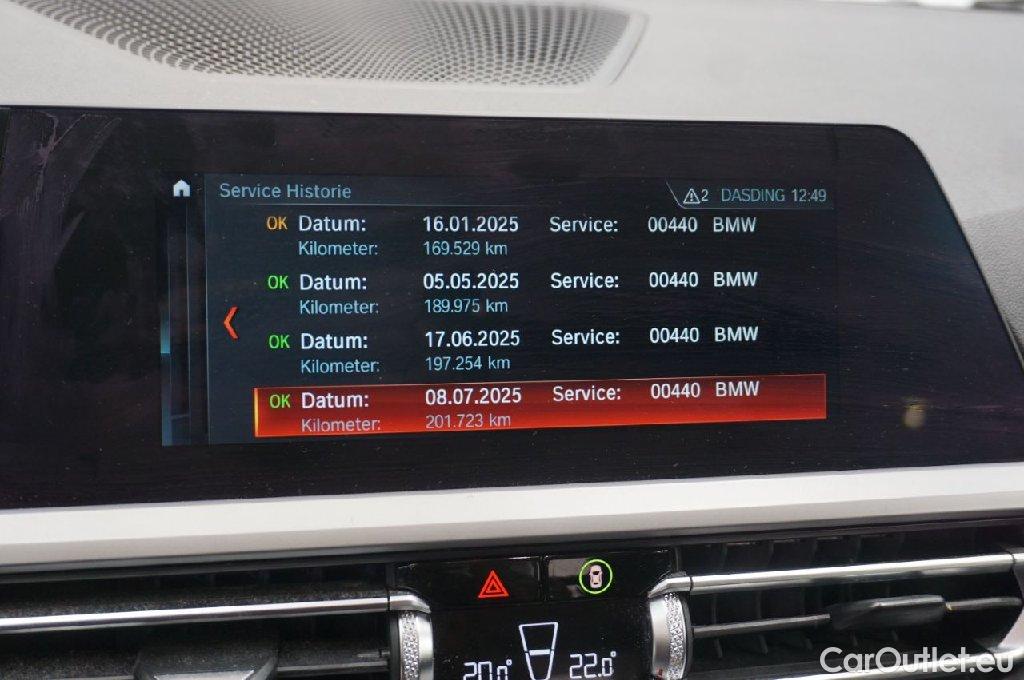 Service Historie
2 DASDING 12:49
OK Datum: 16.01.2025 Service: 00440 BMW
Kilometer: 169.529 km
OK Datum: 05.05.2025 Service: 00440 BMW
Kilometer: 189.975 km
OK Datum: 17.06.2025 Service: 00440 BMW
Kilometer: 197.254 km
OK Datum: 08.07.2025 Service: 00440 BMW
Kilometer: 201.723 km
20.0° 22.0°
CarOutlet.eu